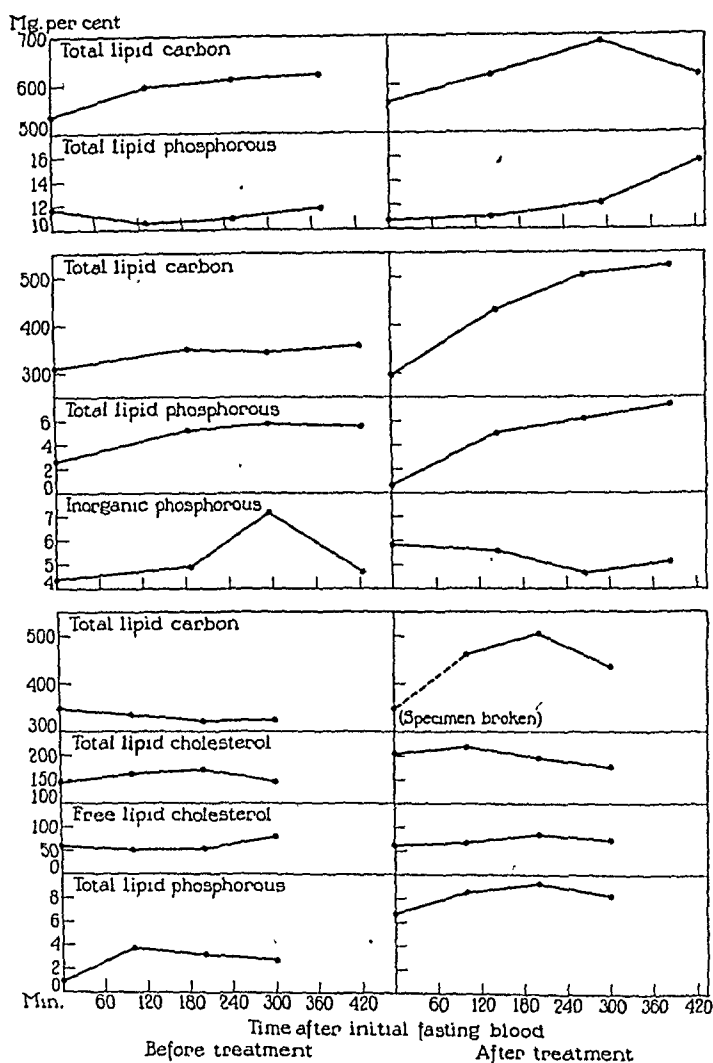 Mg. per cent
700
Total lipid carbon
600
500
Total lipid phosphorous
16
14
12
10
Total lipid carbon
500
400
300
Total lipid phosphorous
6
4
2
0
Inorganic phosphorous
7
6
5
4
Total lipid carbon
500
400
300
(Specimen broken)
Total lipid cholesterol
200
150
100
Free lipid cholesterol
100
50
0
Total lipid phosphorous
8
6
4
2
0
Min. 60 120 180 240 300 360 420 60 120 180 240 300 360 420
Time after initial fasting blood
Before treatment After treatment